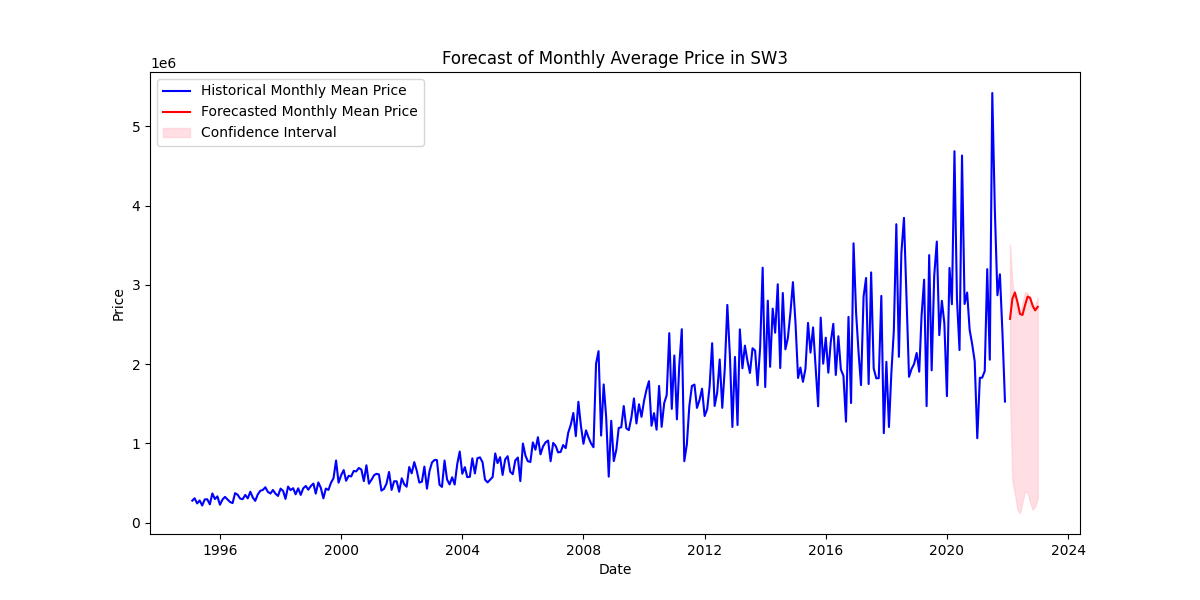 Forecast of Monthly Average Price in SW3
1e6
Historical Monthly Mean Price
Forecasted Monthly Mean Price
Confidence Interval
5
4
3
2
1
0
Price
1996 2000 2004 2008 2012 2016 2020 2024
Date